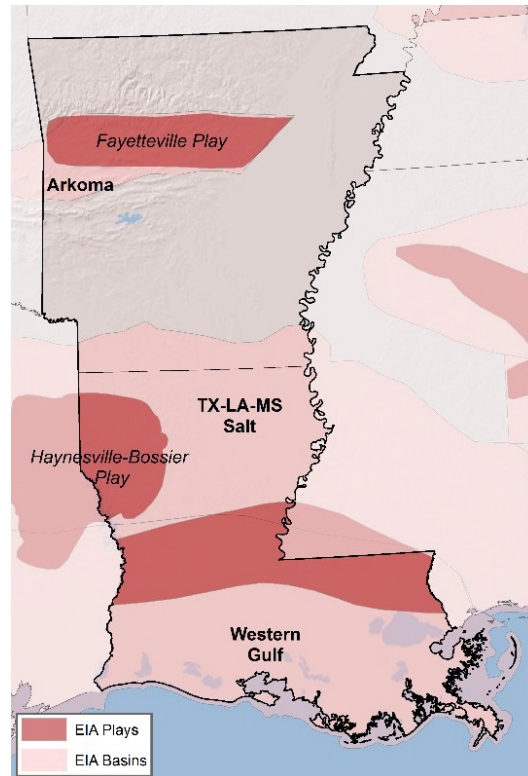 Fayetteville Play
Arkoma
TX-LA-MS
Salt
Haynesville-Bossier
Play
Western
Gulf
EIA Plays
EIA Basins